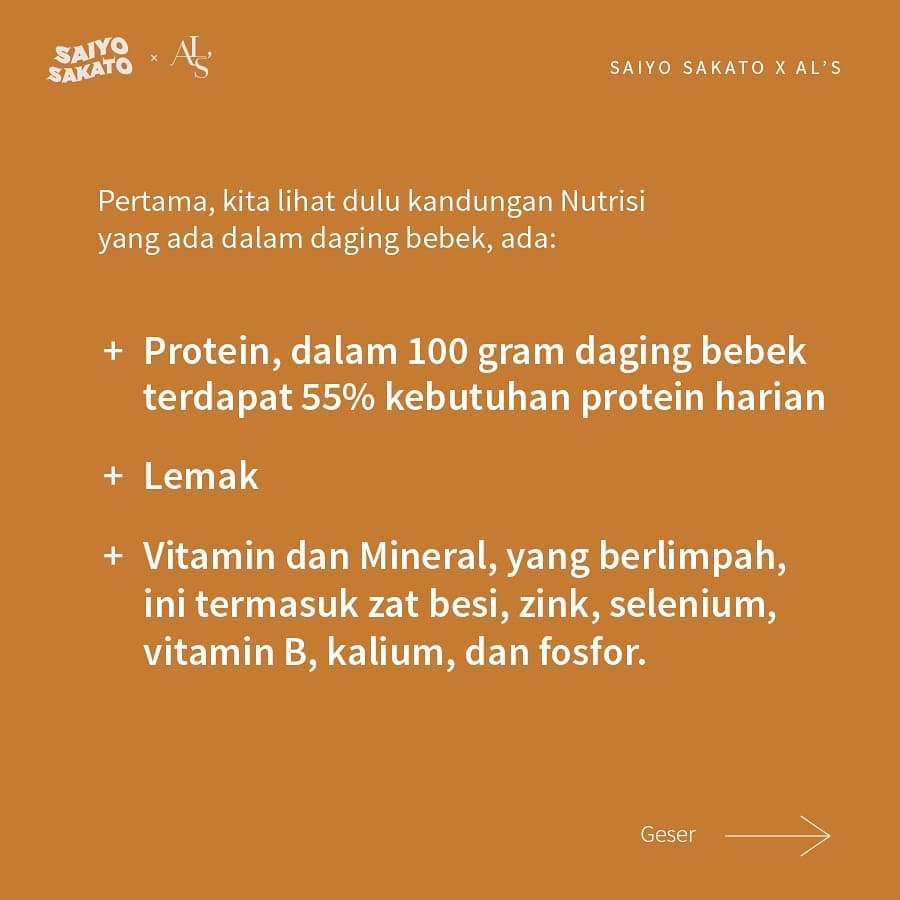 SAIYO
SAKATO
×
AL'S
SAIYO SAKATO X AL’S
Pertama, kita lihat dulu kandungan Nutrisi
yang ada dalam daging bebek, ada:
+ Protein, dalam 100 gram daging bebek
terdapat 55% kebutuhan protein harian
+ Lemak
+ Vitamin dan Mineral, yang berlimpah,
ini termasuk zat besi, zink, selenium,
vitamin B, kalium, dan fosfor.
Geser